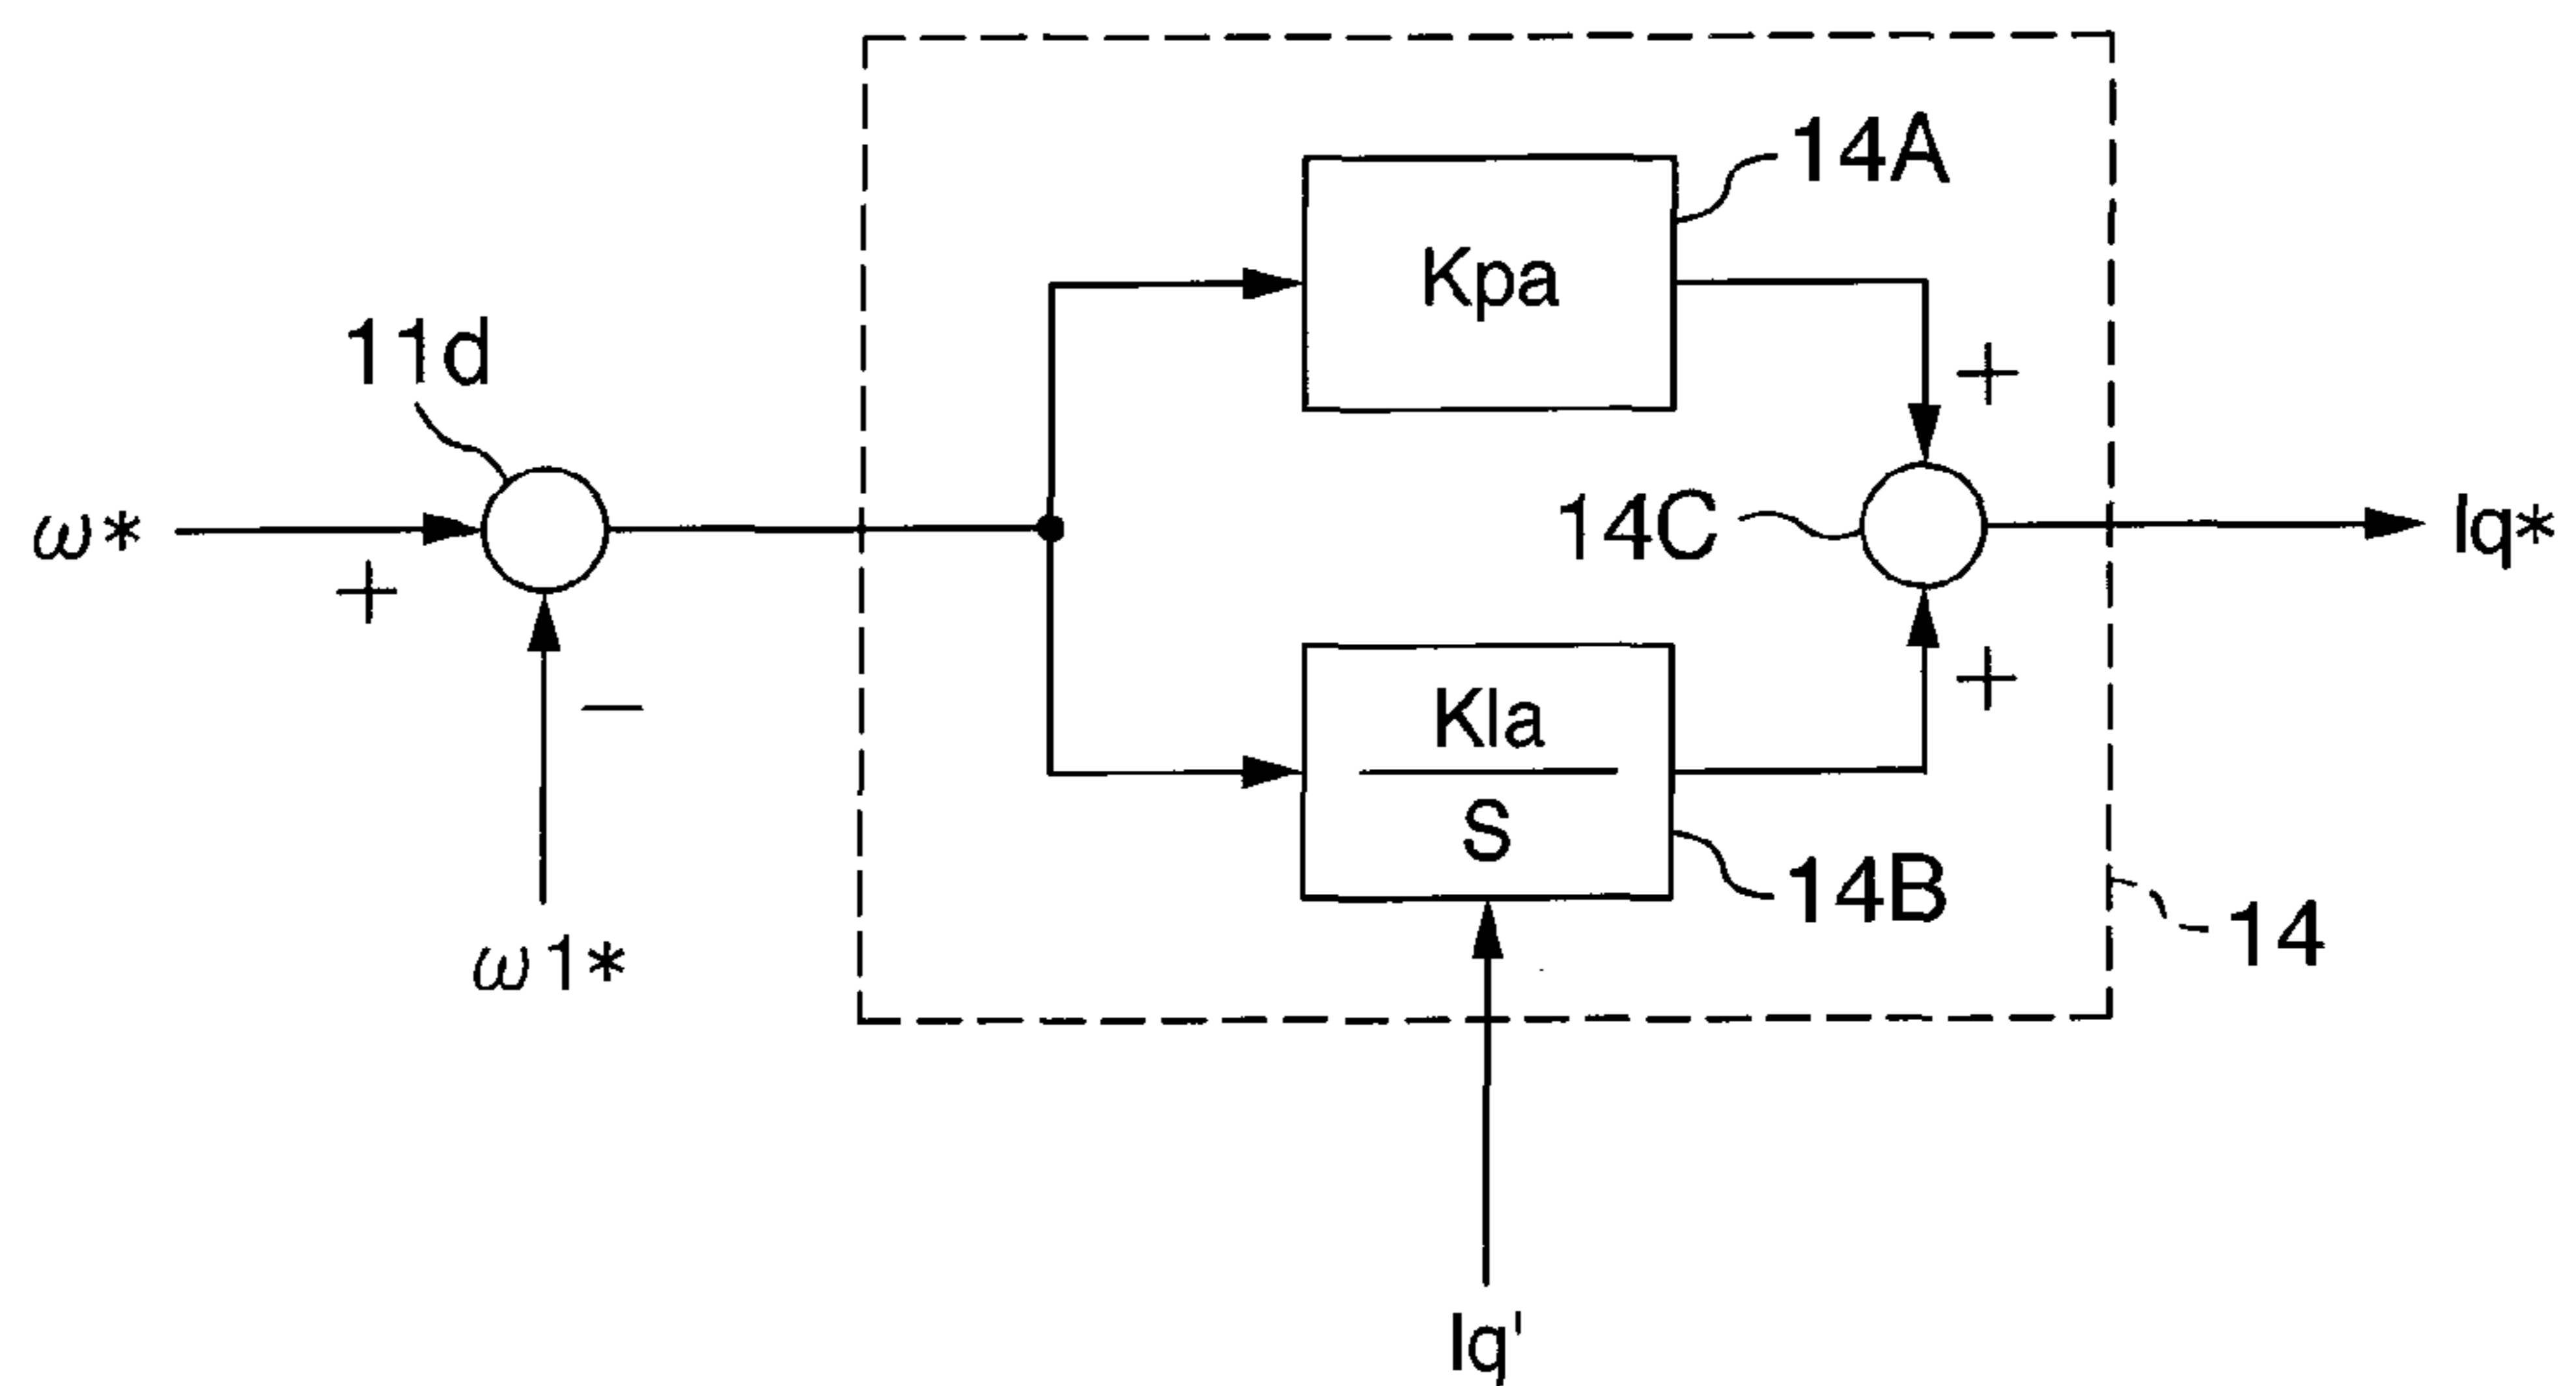 14A
Kpa
11d
+
ω*
+
14C
Iq*
−
ω1*
KIa
S
+
14B
14
Iq'